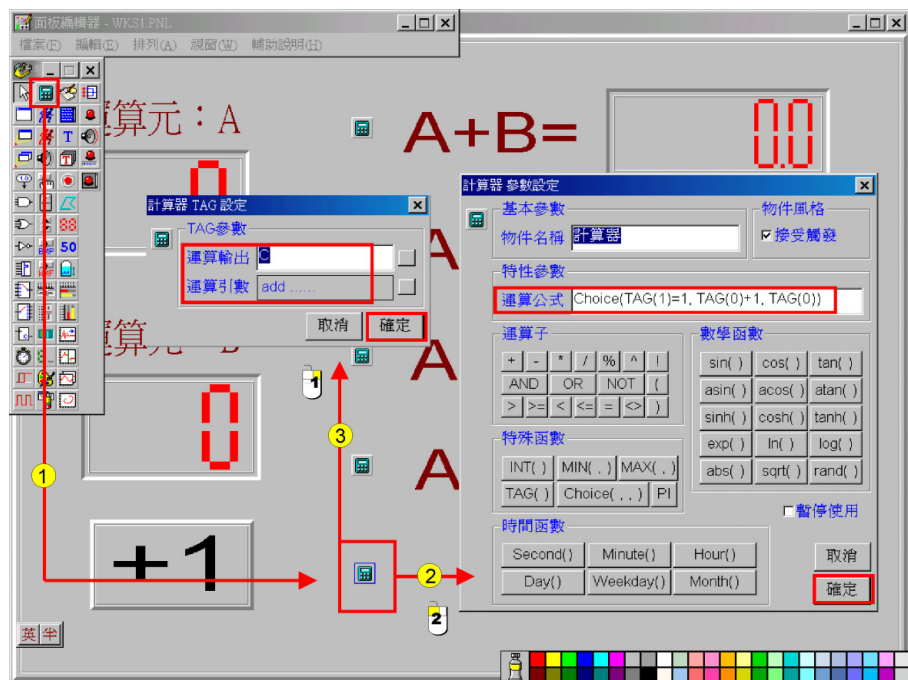 面板編輯器 - WKS1.PNL
檔案(F) 編輯(E) 排列(A) 視窗(W) 輔助說明(H)
T
T
88
50
運算元：A
0
A+B=
0.0
計算器 TAG 設定
TAG參數
運算輸出 C
運算引數 add ......
取消 確定
計算器 參數設定
基本參數
物件名稱 計算器
物件風格
接受觸發
特性參數
運算公式 Choice(TAG(1)=1, TAG(0)+1, TAG(0))
運算子
+ - * / % ^ |
AND OR NOT (
> >= < <= = <> )
數學函數
sin( ) cos( ) tan( )
asin( ) acos( ) atan( )
sinh( ) cosh( ) tanh( )
exp( ) ln( ) log( )
abs( ) sqrt( ) rand( )
特殊函數
INT( ) MIN( , ) MAX( , )
TAG( ) Choice( , , ) PI
暫停使用
時間函數
Second() Minute() Hour()
Day() Weekday() Month()
取消
確定
A
A
A
B
0
+1
1
2
3
1
2
英 半